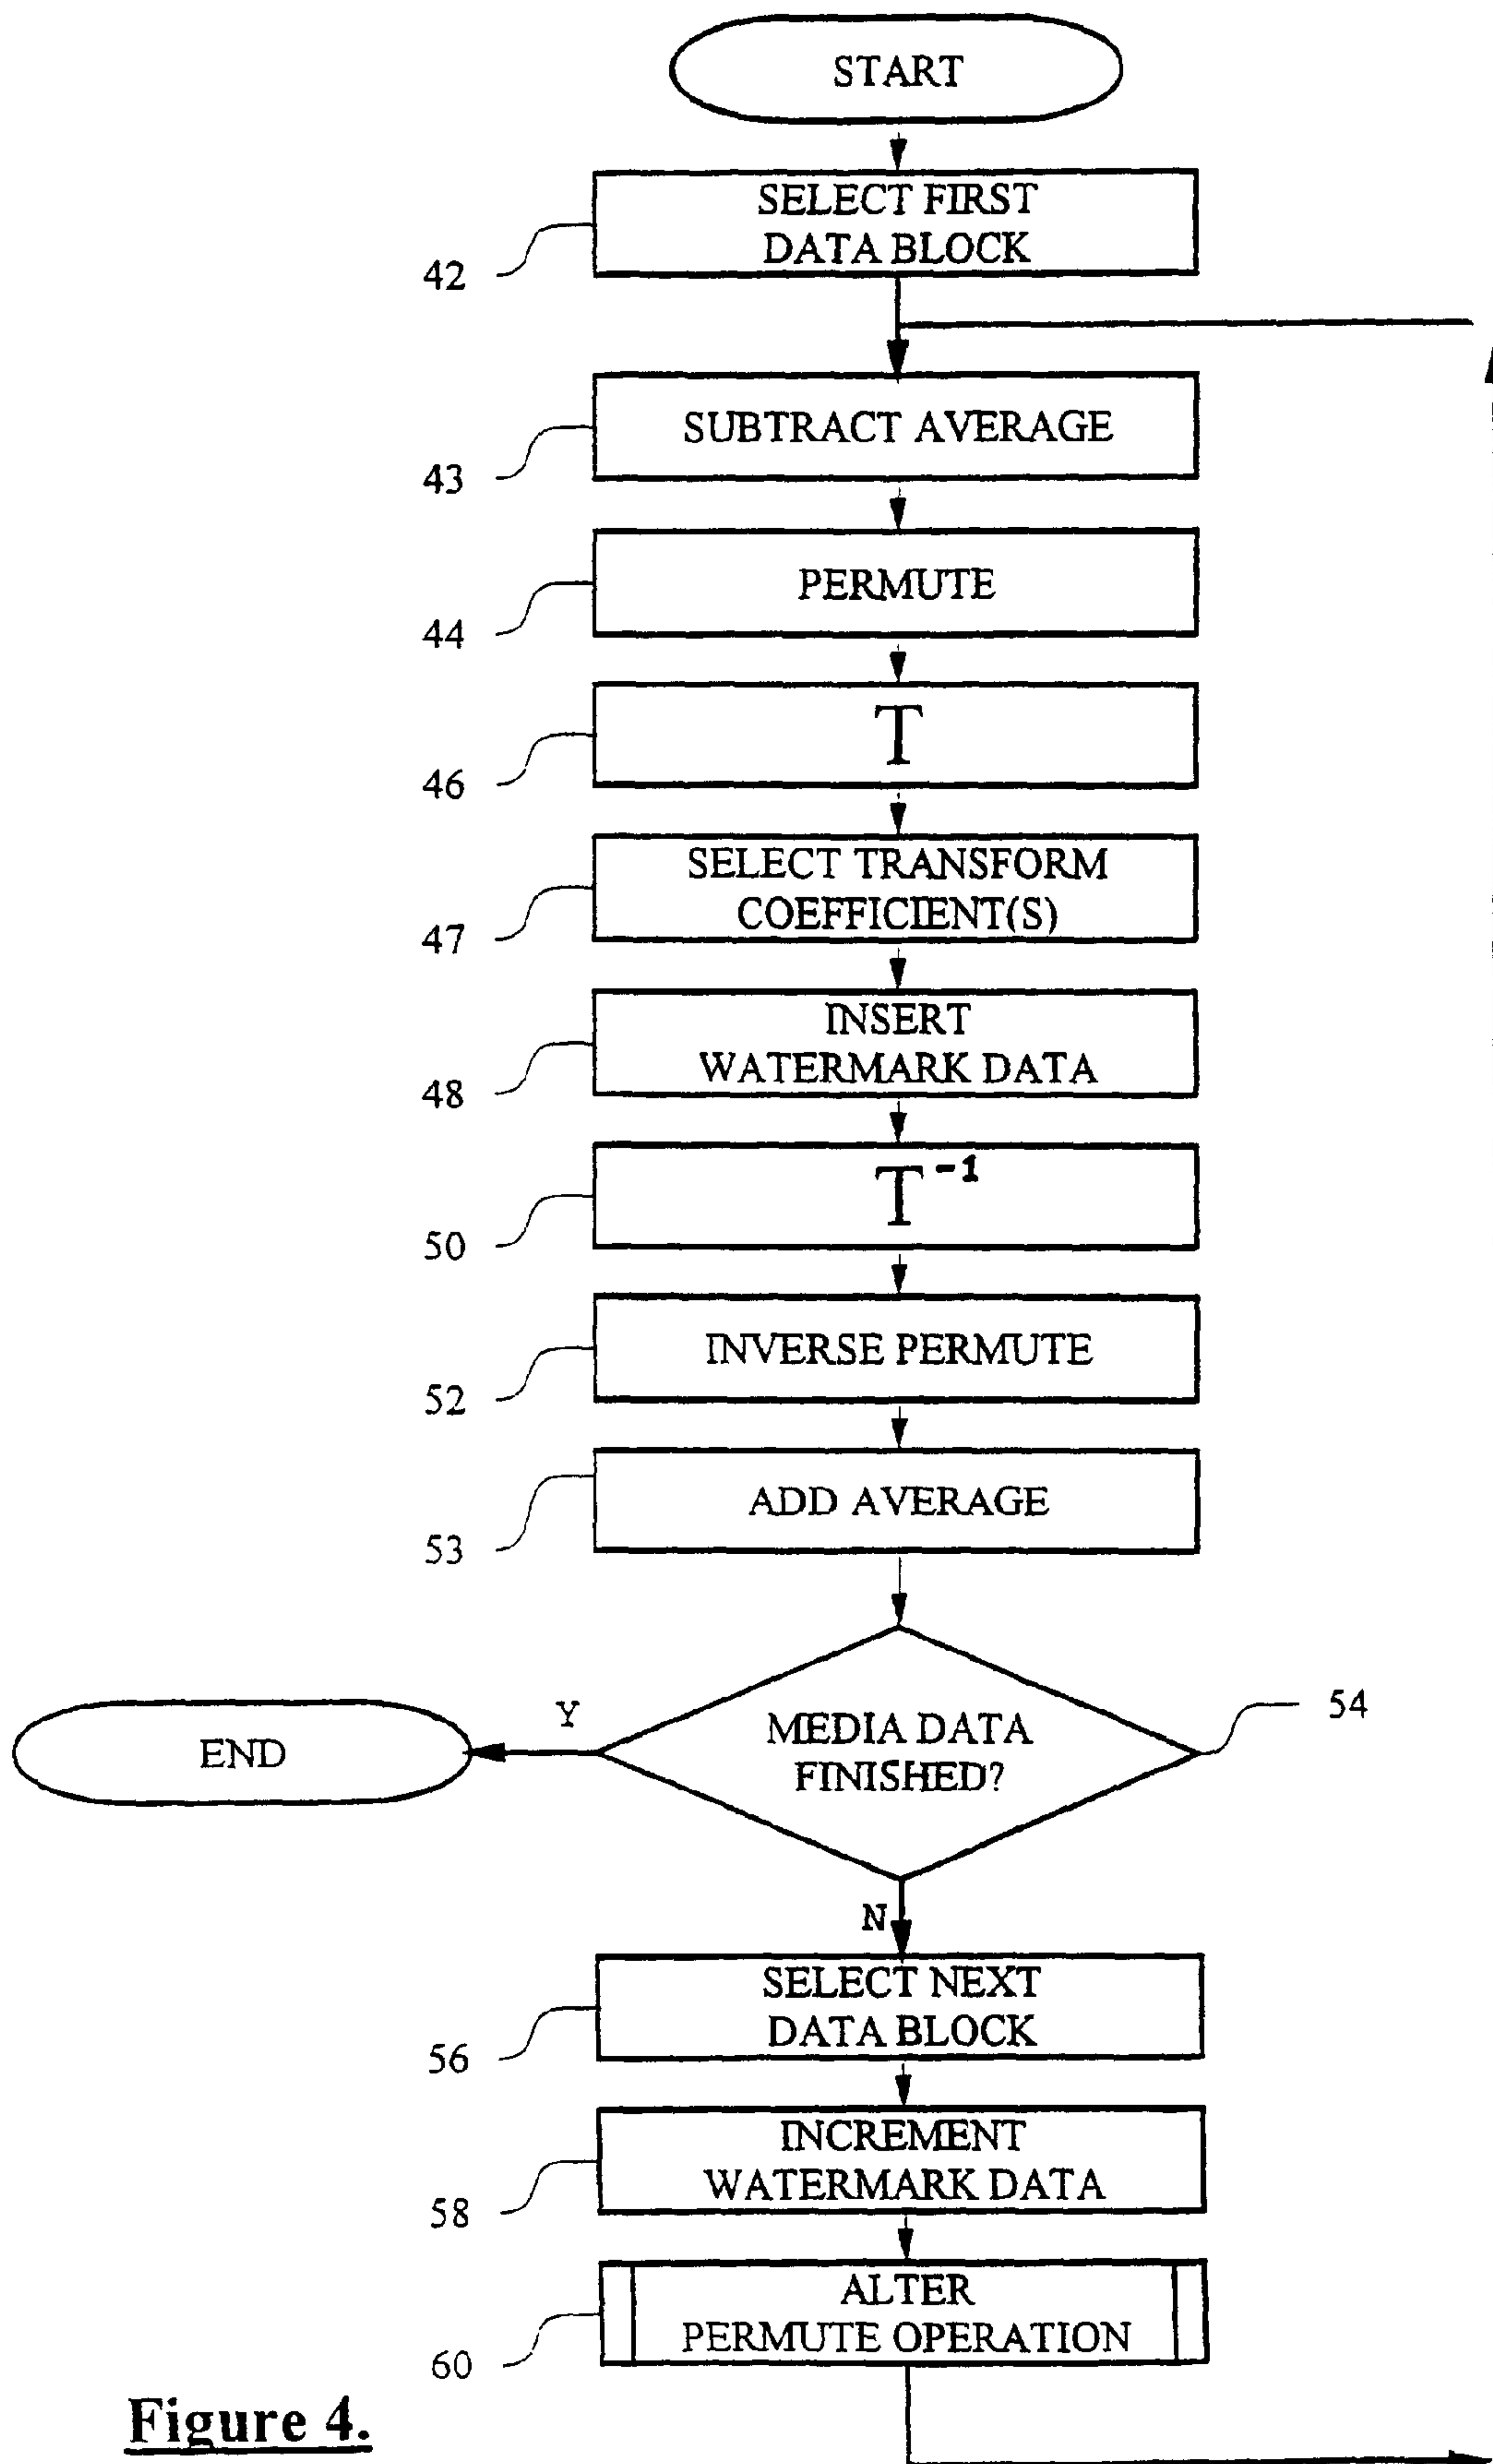 START
SELECT FIRST
DATA BLOCK
42
SUBTRACT AVERAGE
43
PERMUTE
44
T
46
SELECT TRANSFORM
COEFFICIENT(S)
47
INSERT
WATERMARK DATA
48
T⁻¹
50
INVERSE PERMUTE
52
ADD AVERAGE
53
MEDIA DATA
FINISHED?
54
Y
END
N
SELECT NEXT
DATA BLOCK
56
INCREMENT
WATERMARK DATA
58
ALTER
PERMUTE OPERATION
60
Figure 4.